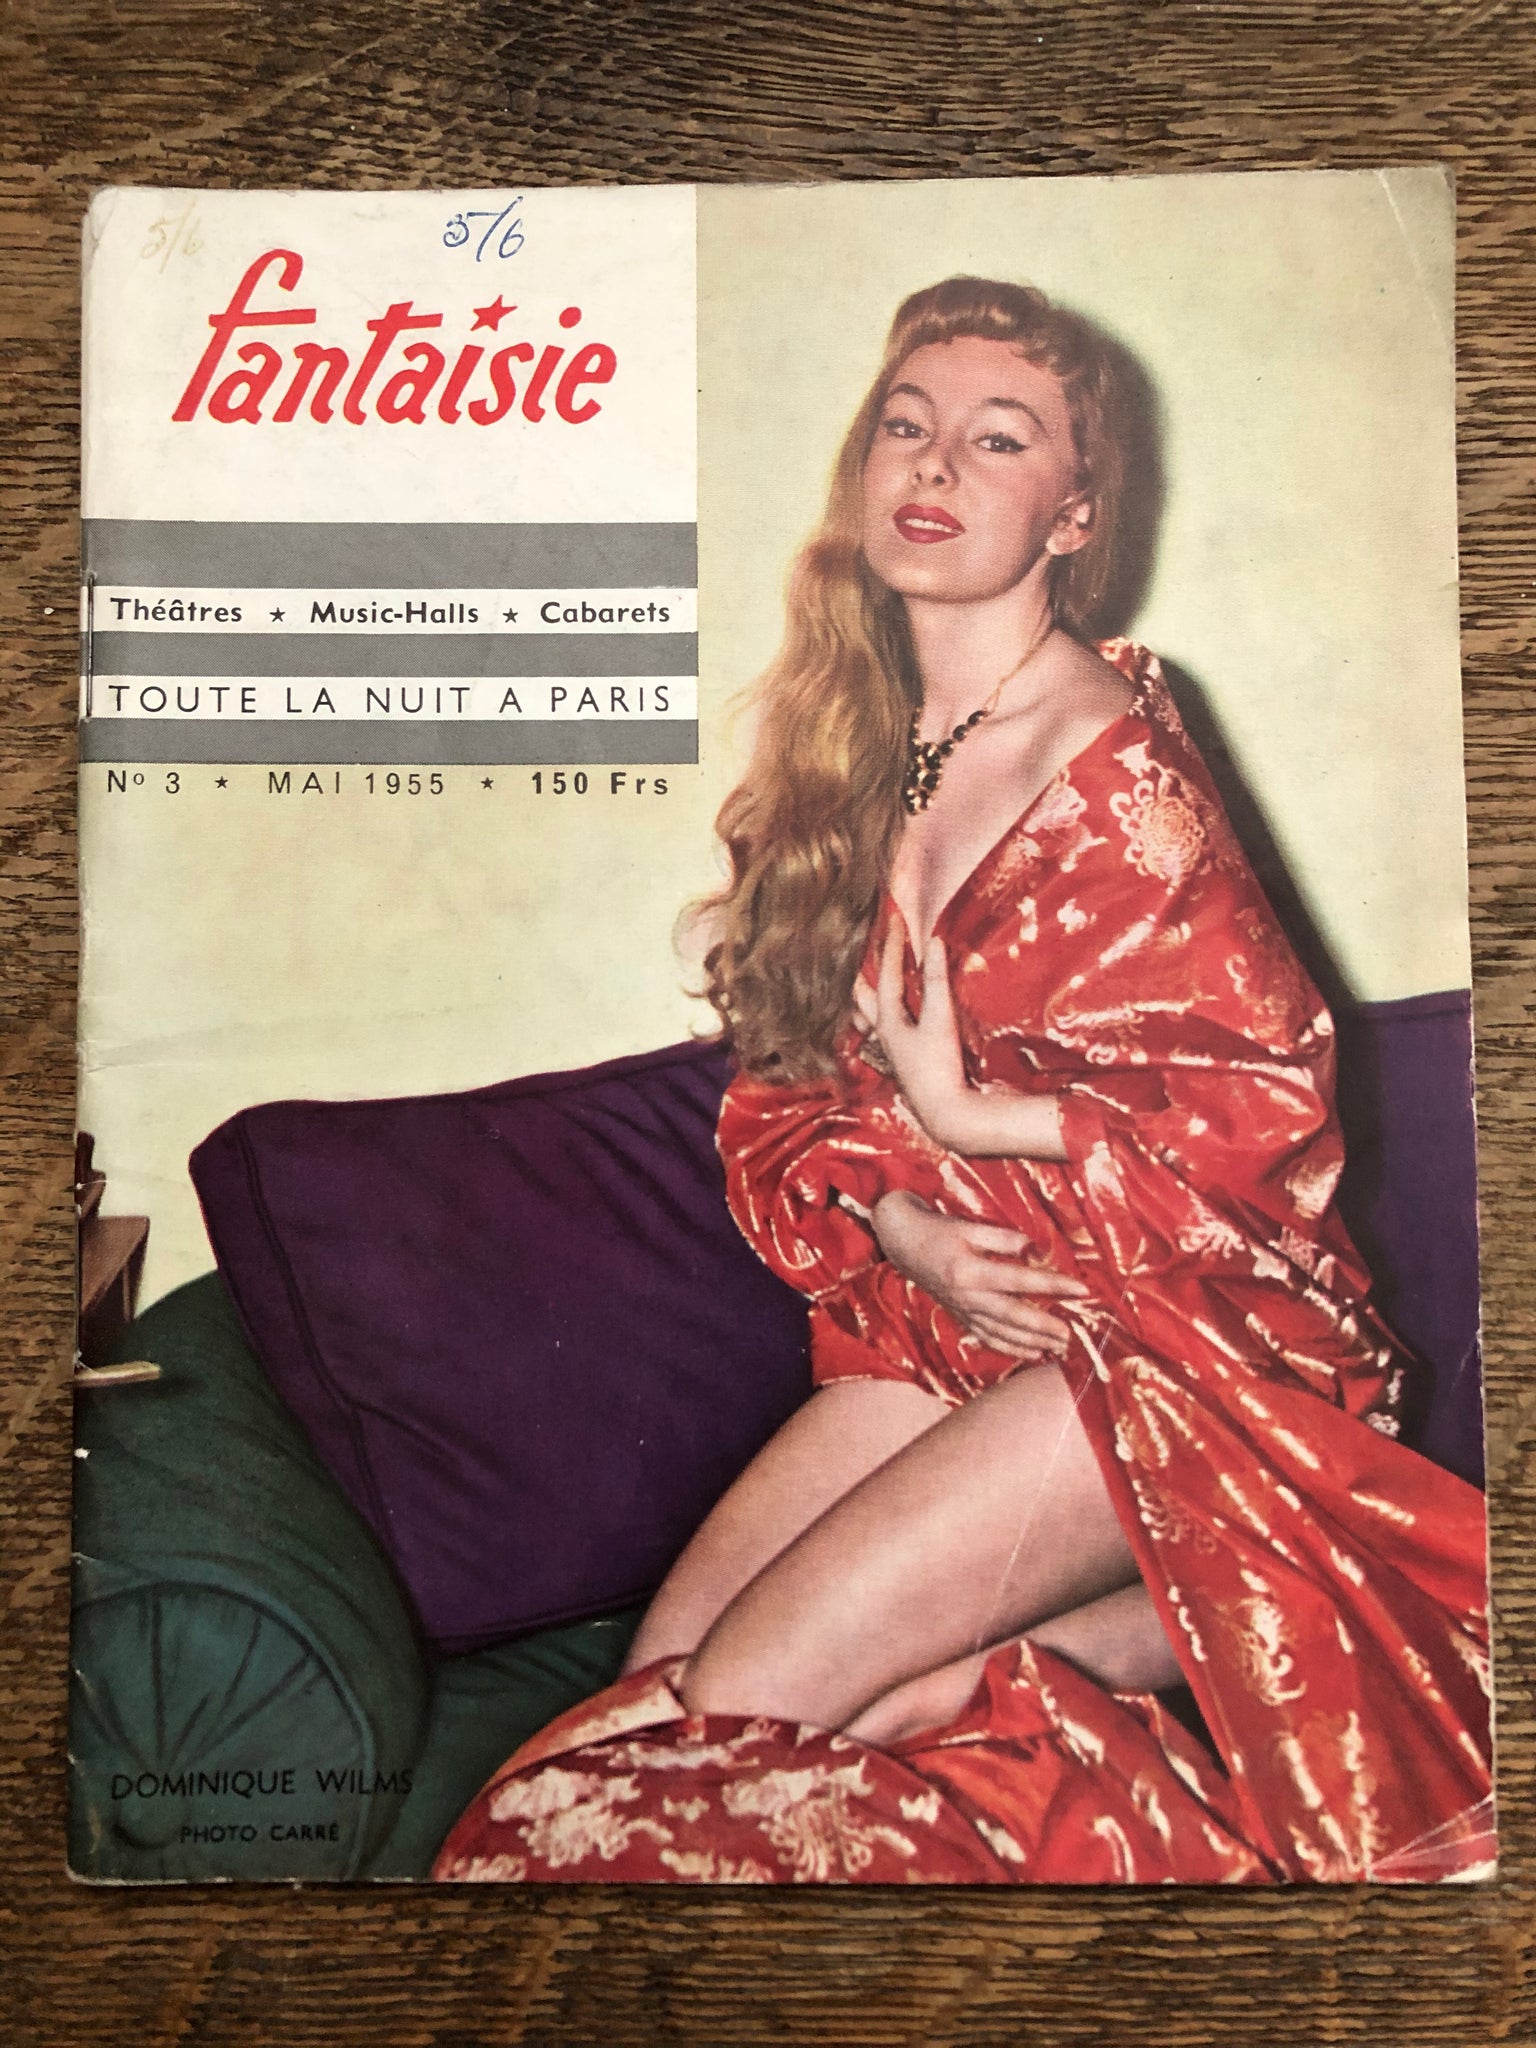 5/6
5/6
fantaisie
Théâtres ★ Music-Halls ★ Cabarets
TOUTE LA NUIT A PARIS
Nº 3 ★ MAI 1955 ★ 150 Frs
DOMINIQUE WILMS
PHOTO CARRÉ